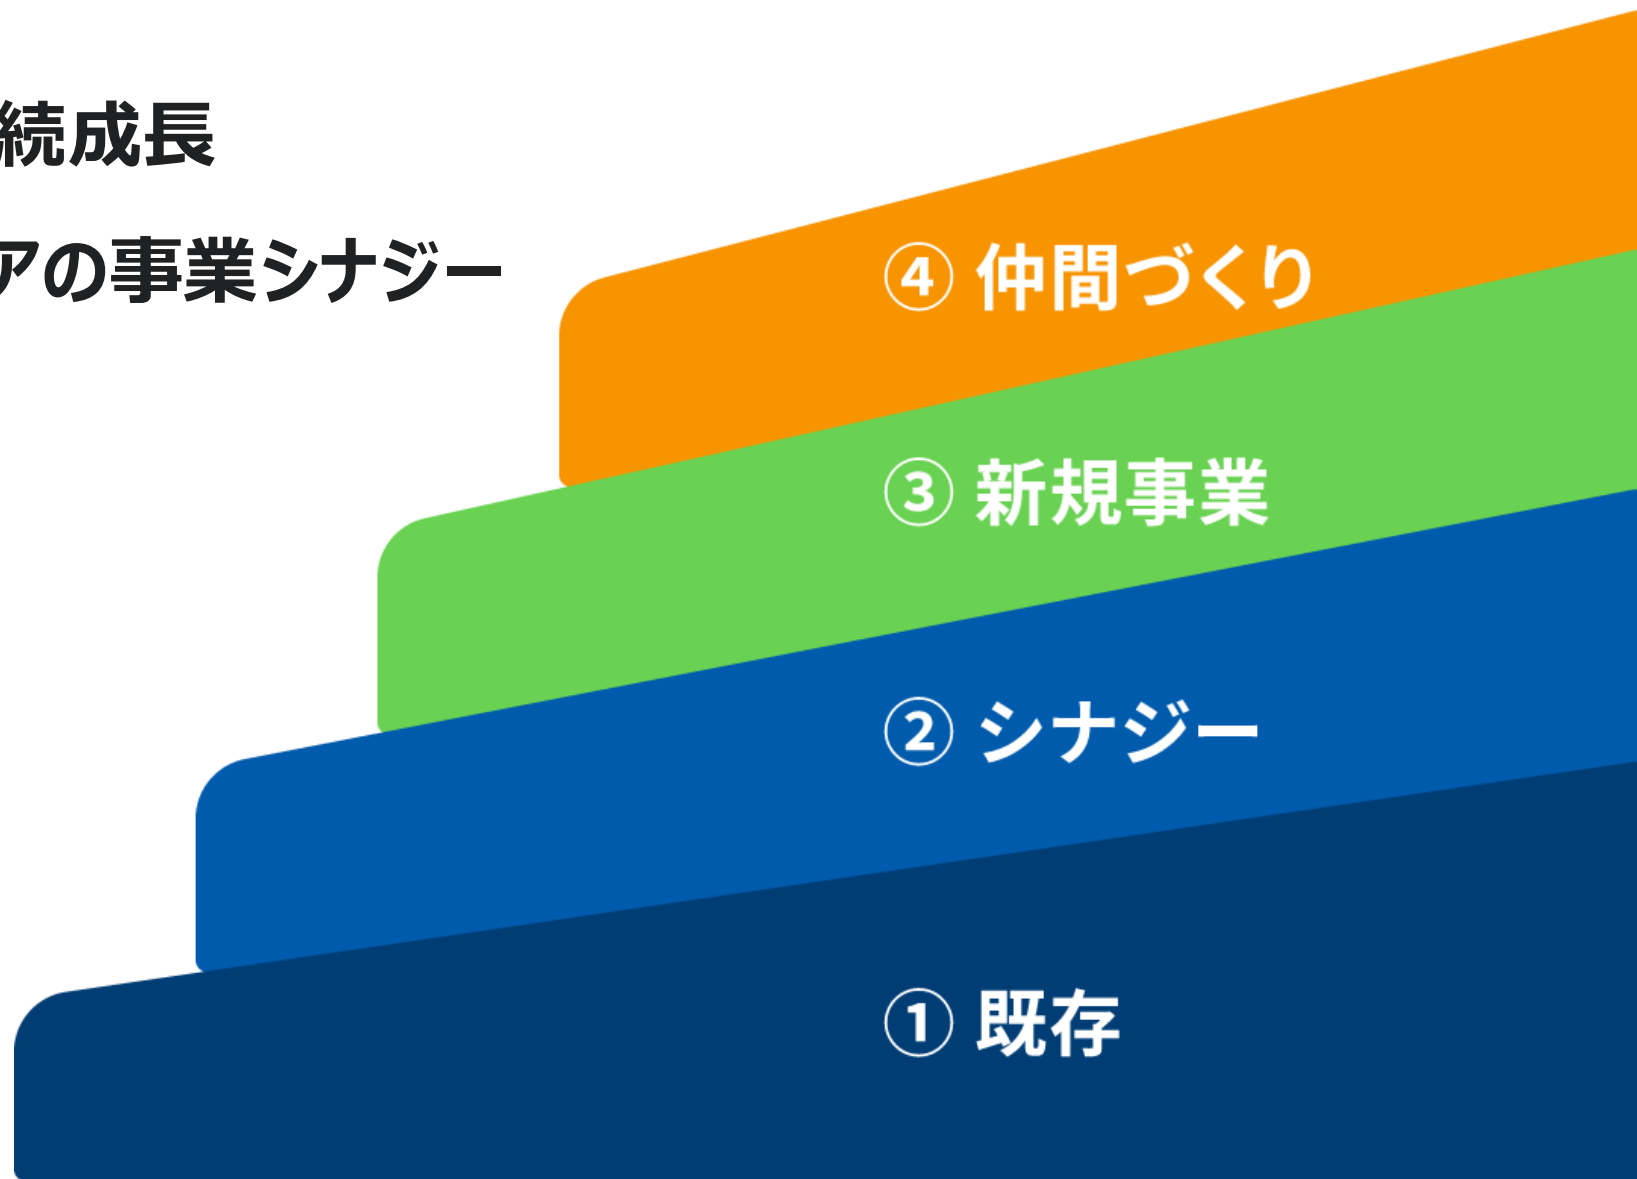 続成長
アの事業シナジー
④ 仲間づくり
③ 新規事業
② シナジー
① 既存